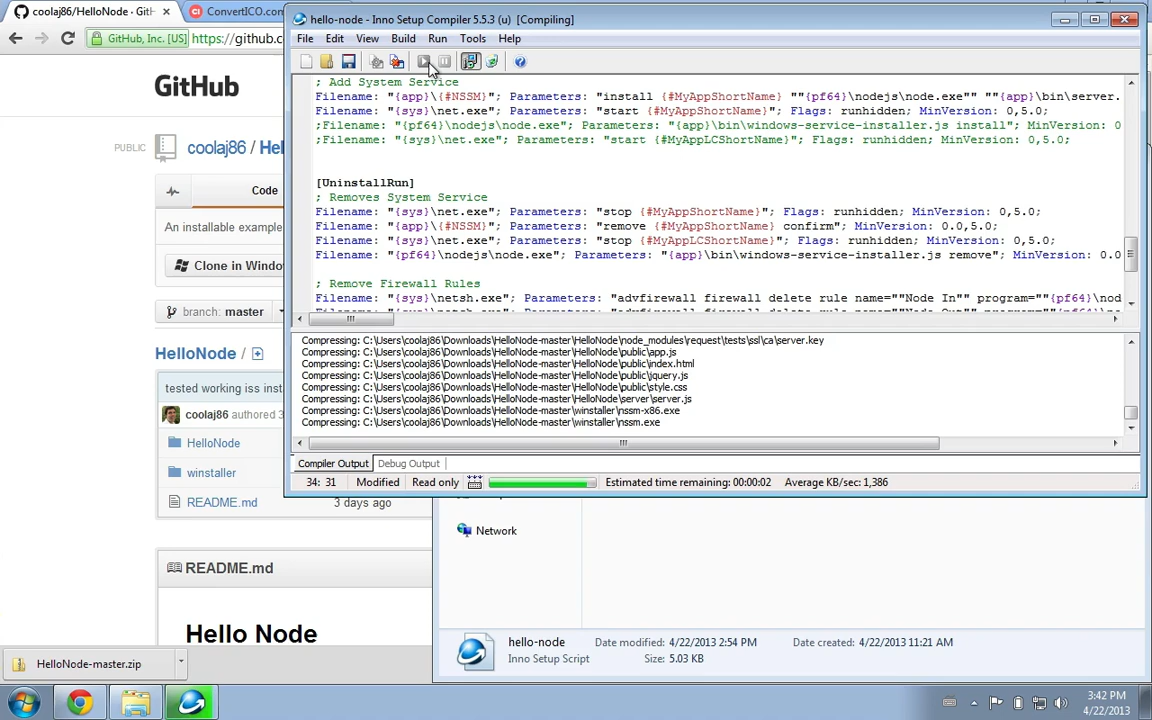 coolaj86/HelloNode · GitH
ConvertICO.com
hello-node - Inno Setup Compiler 5.5.3 (u) [Compiling]
GitHub, Inc. [US]
https://github.c
File Edit View Build Run Tools Help
GitHub
PUBLIC
coolaj86 / Hel
Code
An installable example
Clone in Windo
branch: master
HelloNode /
tested working iss inst
coolaj86 authored 3
HelloNode
winstaller
README.md
3 days ago
README.md
Hello Node
; Add System Service
Filename: "{app}\{#NSSM}"; Parameters: "install {#MyAppShortName} ""{pf64}\nodejs\node.exe"" ""{app}\bin\server.
Filename: "{sys}\net.exe"; Parameters: "start {#MyAppShortName}"; Flags: runhidden; MinVersion: 0,5.0;
;Filename: "{pf64}\nodejs\node.exe"; Parameters: "{app}\bin\windows-service-installer.js install"; MinVersion: 0
;Filename: "{sys}\net.exe"; Parameters: "start {#MyAppLCShortName}"; Flags: runhidden; MinVersion: 0,5.0;
[UninstallRun]
; Removes System Service
Filename: "{sys}\net.exe"; Parameters: "stop {#MyAppShortName}"; Flags: runhidden; MinVersion: 0,5.0;
Filename: "{app}\{#NSSM}"; Parameters: "remove {#MyAppShortName} confirm"; MinVersion: 0.0,5.0;
Filename: "{sys}\net.exe"; Parameters: "stop {#MyAppLCShortName}"; Flags: runhidden; MinVersion: 0,5.0;
Filename: "{pf64}\nodejs\node.exe"; Parameters: "{app}\bin\windows-service-installer.js remove"; MinVersion: 0.0
; Remove Firewall Rules
Filename: "{sys}\netsh.exe"; Parameters: "advfirewall firewall delete rule name=""Node In"" program=""{pf64}\nod
Compressing: C:\Users\coolaj86\Downloads\HelloNode-master\HelloNode\node_modules\request\tests\ssl\ca\server.key
Compressing: C:\Users\coolaj86\Downloads\HelloNode-master\HelloNode\public\app.js
Compressing: C:\Users\coolaj86\Downloads\HelloNode-master\HelloNode\public\index.html
Compressing: C:\Users\coolaj86\Downloads\HelloNode-master\HelloNode\public\jquery.js
Compressing: C:\Users\coolaj86\Downloads\HelloNode-master\HelloNode\public\style.css
Compressing: C:\Users\coolaj86\Downloads\HelloNode-master\HelloNode\server\server.js
Compressing: C:\Users\coolaj86\Downloads\HelloNode-master\winstaller\nssm-x86.exe
Compressing: C:\Users\coolaj86\Downloads\HelloNode-master\winstaller\nssm.exe
Compiler Output Debug Output
34: 31 Modified Read only Estimated time remaining: 00:00:02 Average KB/sec: 1,386
Network
hello-node Date modified: 4/22/2013 2:54 PM Date created: 4/22/2013 11:21 AM
Inno Setup Script Size: 5.03 KB
HelloNode-master.zip
3:42 PM
4/22/2013